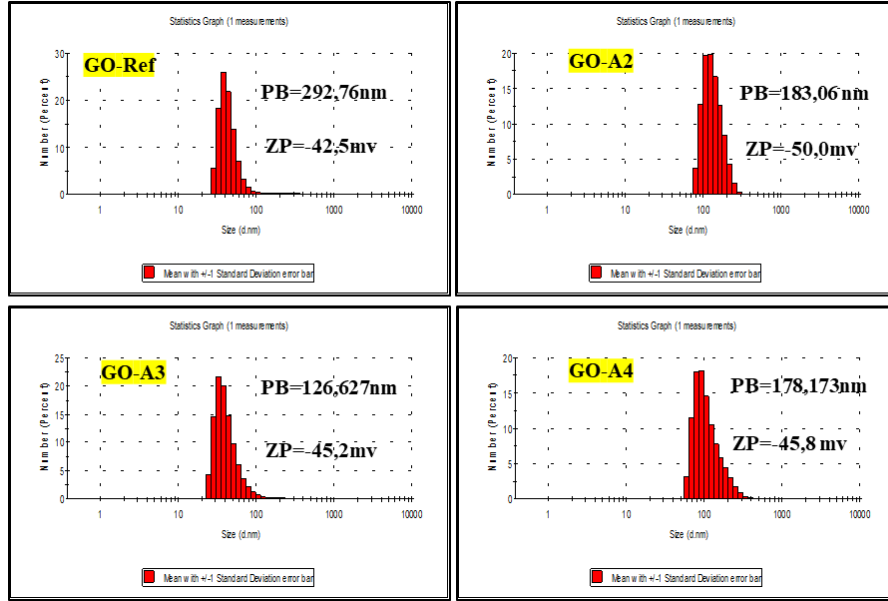 Statistics Graph (1 measurements)
GO-Ref
PB=292,76nm
ZP=-42,5mv
Number (Percent)
30
20
10
0
1 10 100 1000 10000
Size (d.nm)
Mean with +/-1 Standard Deviation error bar
Statistics Graph (1 measurements)
GO-A2
PB=183,06 nm
ZP=-50,0mv
Number (Percent)
20
15
10
5
0
1 10 100 1000 10000
Size (d.nm)
Mean with +/-1 Standard Deviation error bar
Statistics Graph (1 measurements)
GO-A3
PB=126,627nm
ZP=-45,2mv
Number (Percent)
25
20
15
10
5
0
1 10 100 1000 10000
Size (d.nm)
Mean with +/-1 Standard Deviation error bar
Statistics Graph (1 measurements)
GO-A4
PB=178,173nm
ZP=-45,8 mv
Number (Percent)
20
15
10
5
0
1 10 100 1000 10000
Size (d.nm)
Mean with +/-1 Standard Deviation error bar